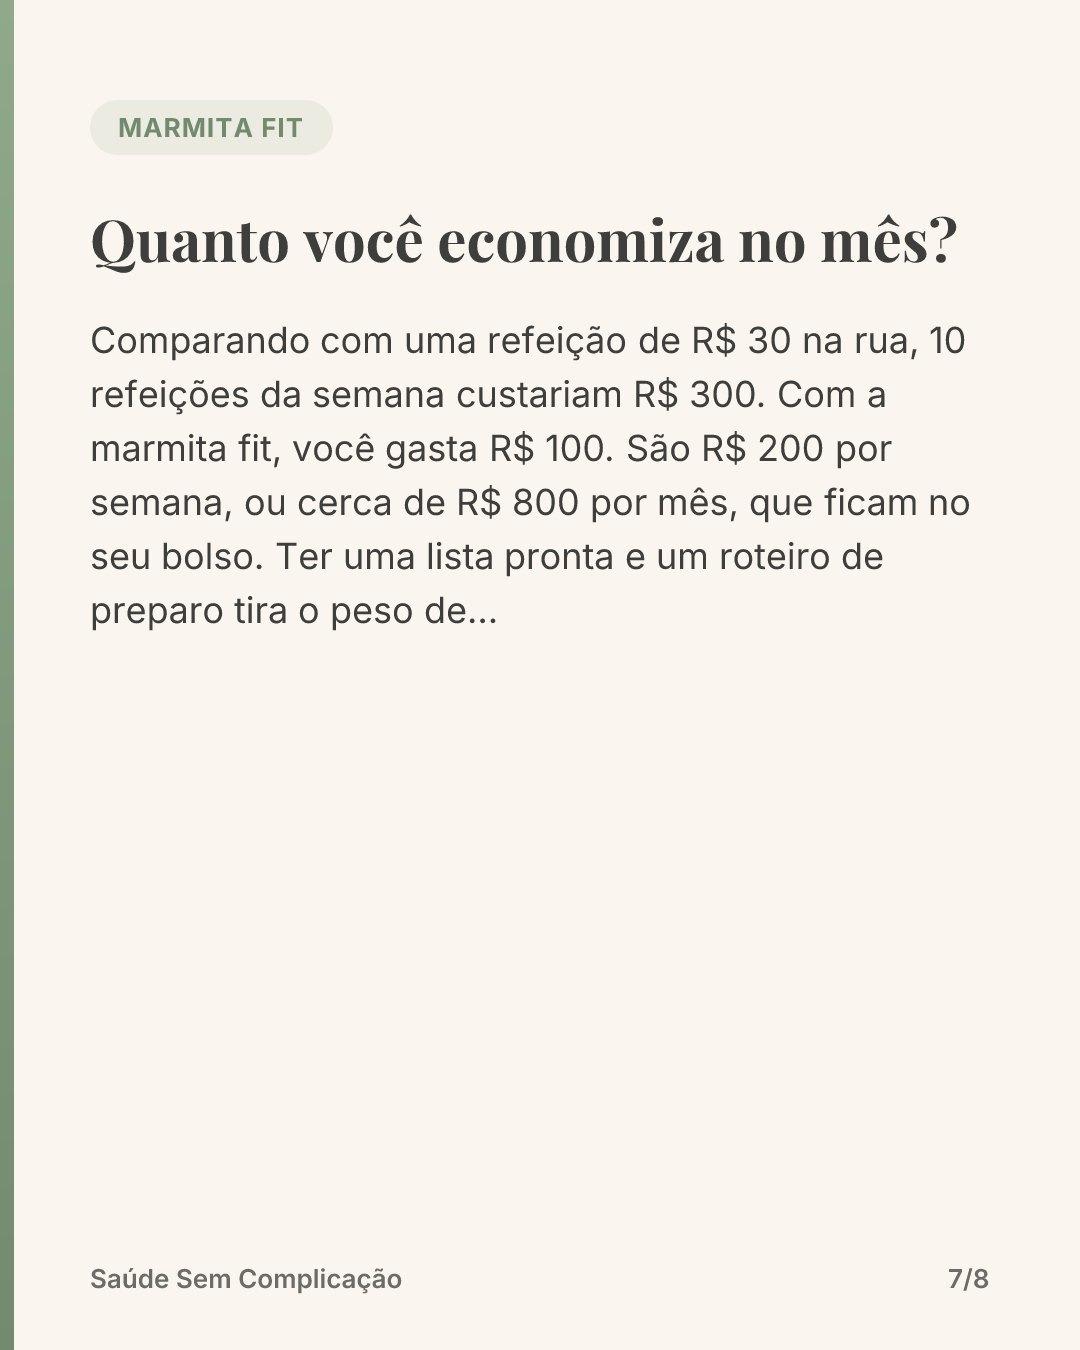 MARMITA FIT
Quanto você economiza no mês?
Comparando com uma refeição de R$ 30 na rua, 10
refeições da semana custariam R$ 300. Com a
marmita fit, você gasta R$ 100. São R$ 200 por
semana, ou cerca de R$ 800 por mês, que ficam no
seu bolso. Ter uma lista pronta e um roteiro de
preparo tira o peso de...
Saúde Sem Complicação
7/8